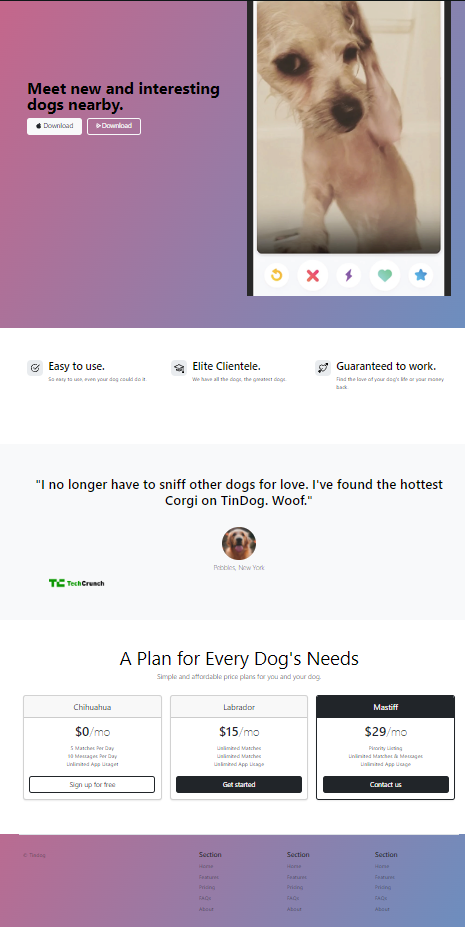 Meet new and interesting
dogs nearby.
Download
Download
Easy to use.
So easy to use, even your dog could do it.
Elite Clientele.
We have all the dogs, the greatest dogs
Guaranteed to work.
Find the love of your dog's life or your money
back
"I no longer have to sniff other dogs for love. I've found the hottest
Corgi on TinDog. Woof."
Pebbles, New York
TechCrunch
A Plan for Every Dog's Needs
Simple and affordable price plans for you and your dog.
Chihuahua
$0/mo
5 Matches Per Day
10 Messages Per Day
Unlimited App Usage
Sign up for free
Labrador
$15/mo
Unlimited Matches
Unlimited Matches
Unlimited App Usage
Get started
Mastiff
$29/mo
Piority Listing
Unlimited Matches & Messages
Unlimited App Usage
Contact us
© TinDog
Section
Home
Features
Pricing
FAQs
About
Section
Home
Features
Pricing
FAQs
About
Section
Home
Features
Pricing
FAQs
About